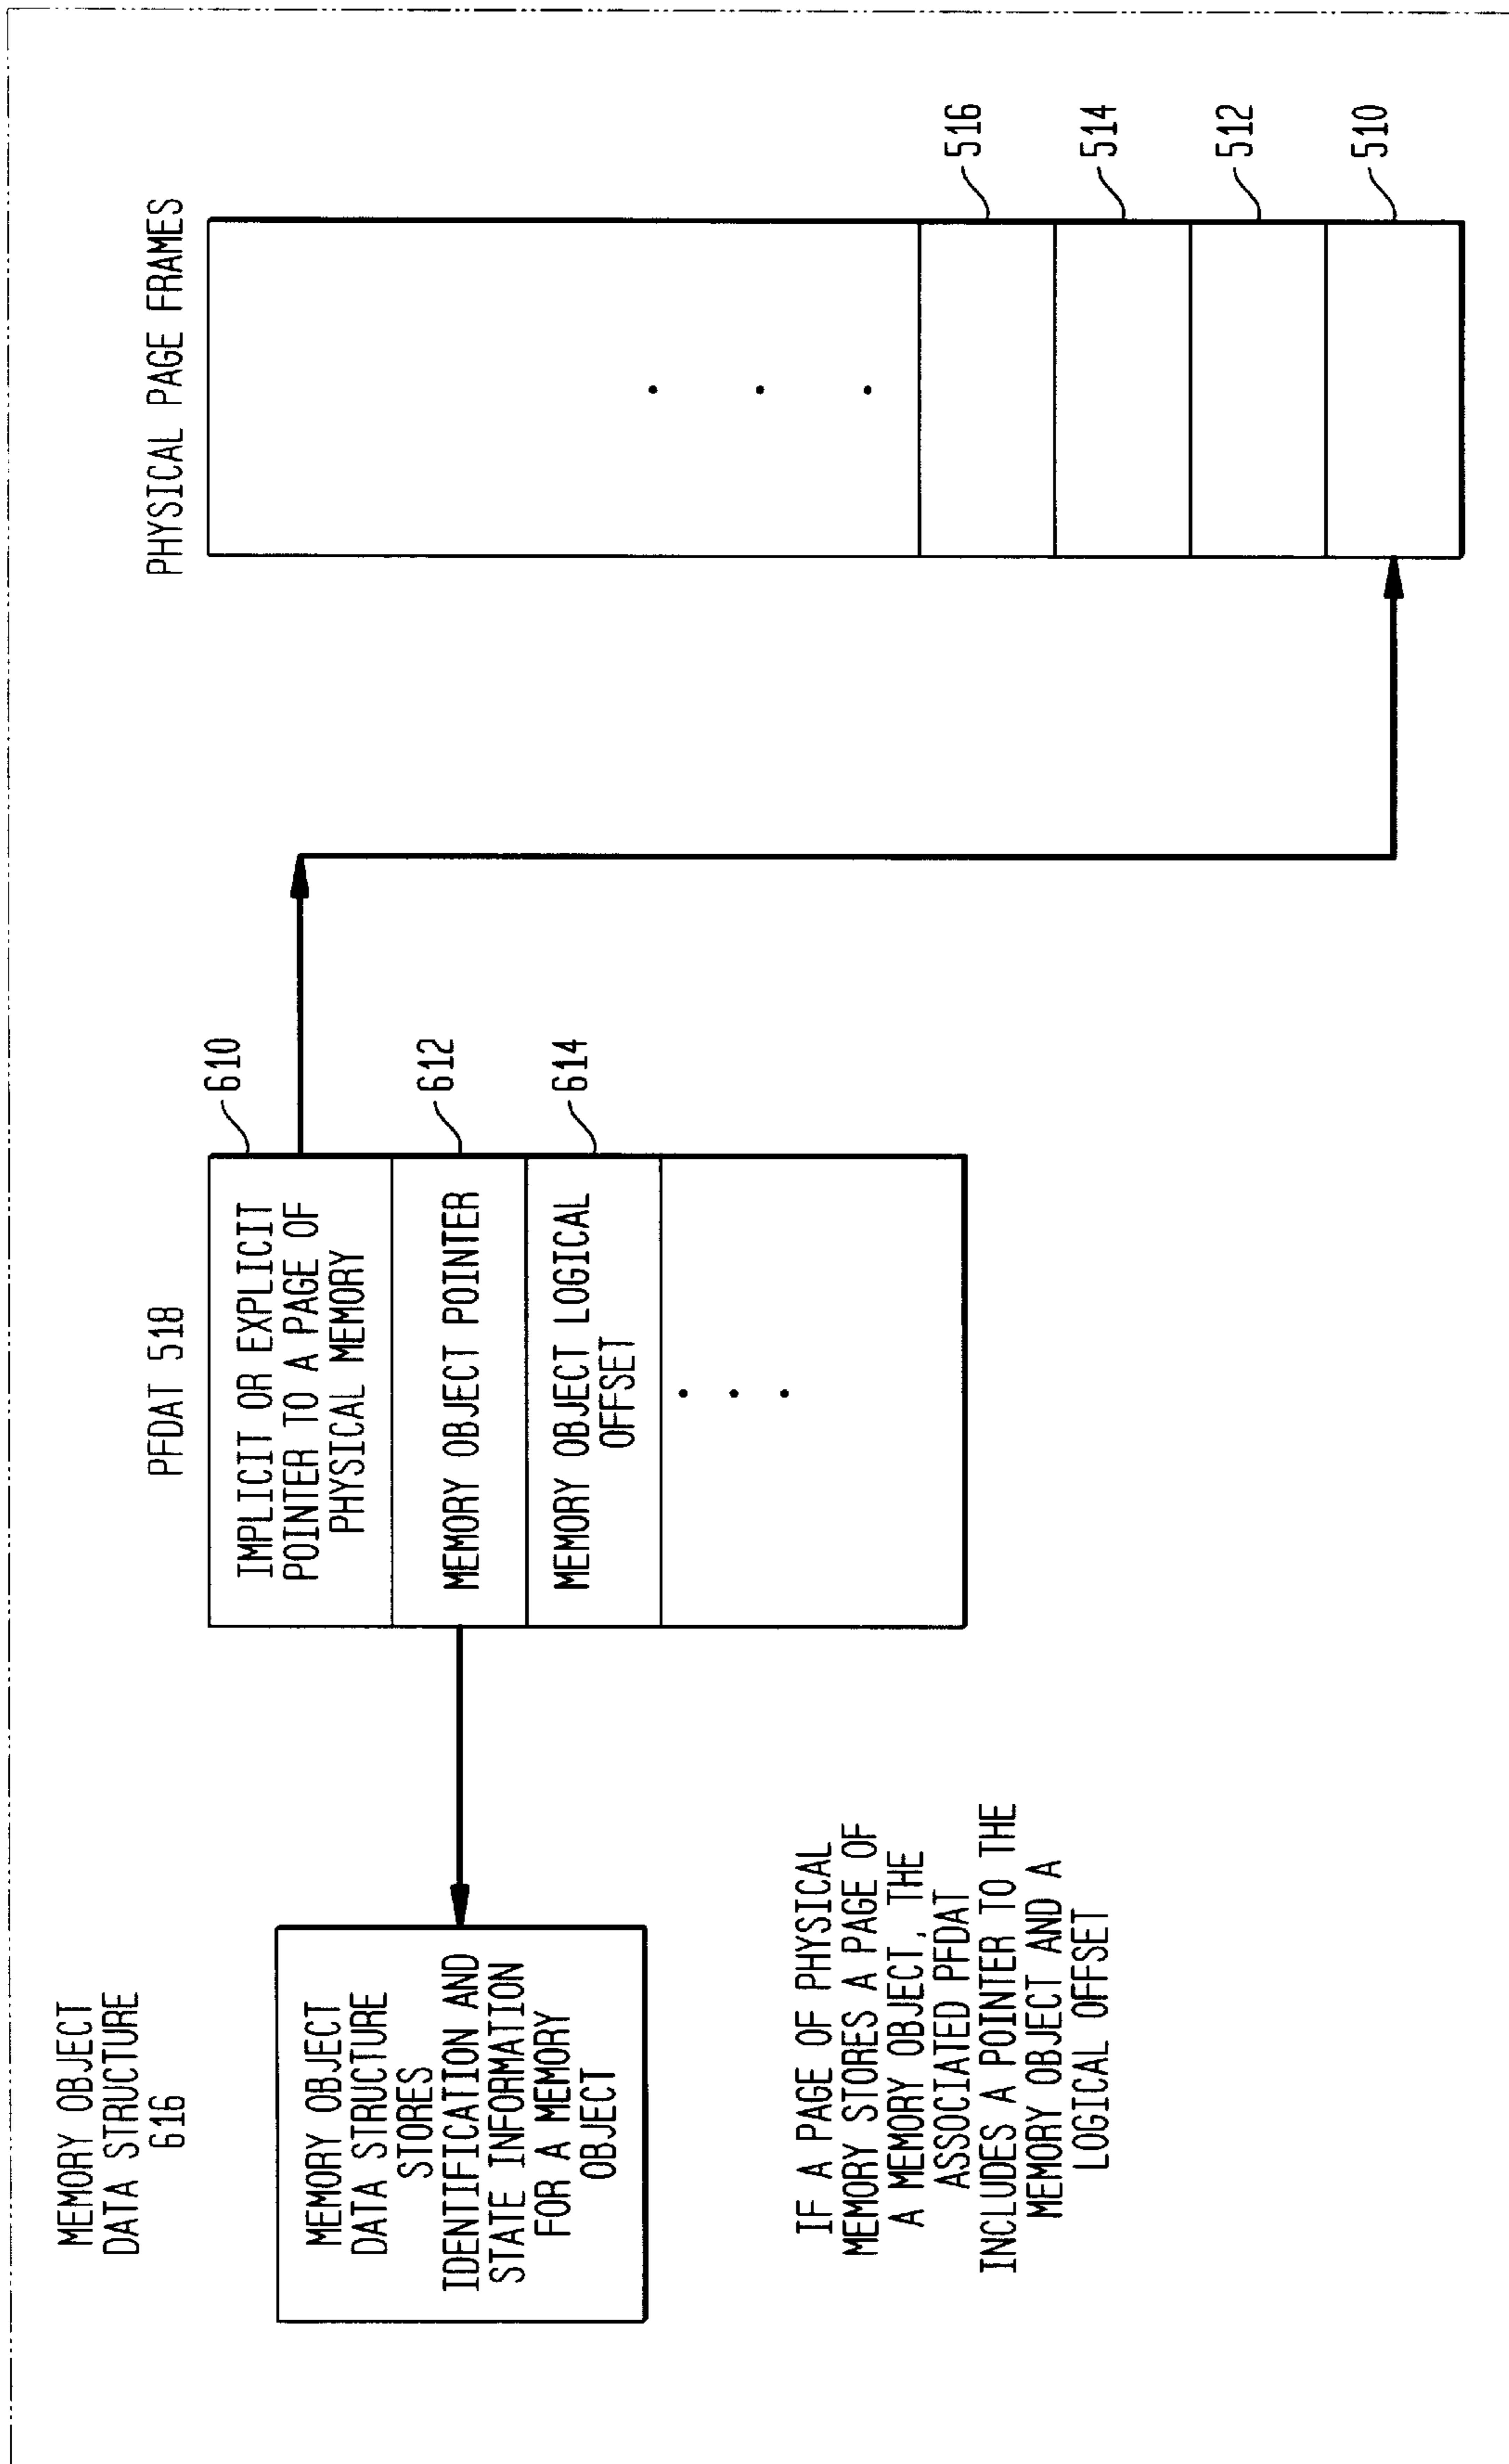 MEMORY OBJECT
DATA STRUCTURE
616
MEMORY OBJECT
DATA STRUCTURE
STORES
IDENTIFICATION AND
STATE INFORMATION
FOR A MEMORY
OBJECT
IF A PAGE OF PHYSICAL
MEMORY STORES A PAGE OF
A MEMORY OBJECT, THE
ASSOCIATED PFDAT
INCLUDES A POINTER TO THE
MEMORY OBJECT AND A
LOGICAL OFFSET
PFDAT 518
IMPLICIT OR EXPLICIT
POINTER TO A PAGE OF
PHYSICAL MEMORY
610
MEMORY OBJECT POINTER
612
MEMORY OBJECT LOGICAL
OFFSET
614
PHYSICAL PAGE FRAMES
516
514
512
510